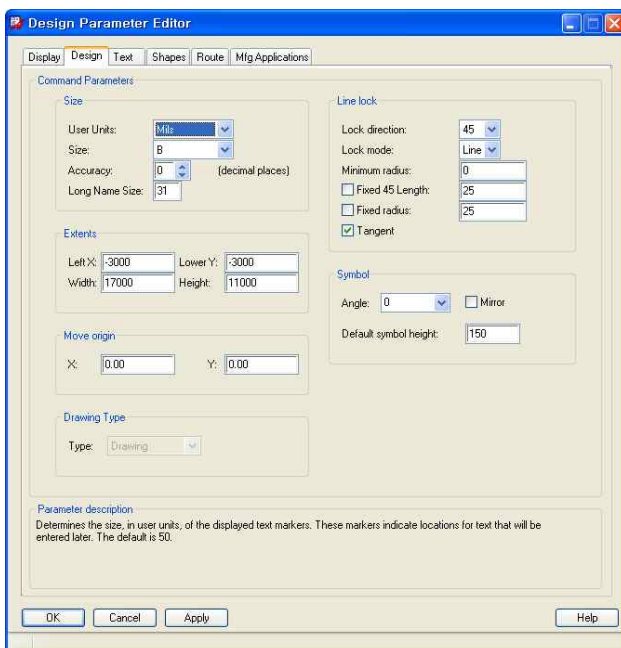 Design Parameter Editor
Display Design Text Shapes Route Mfg Applications
Command Parameters
Size
User Units: Mils
Size: B
Accuracy: 0 (decimal places)
Long Name Size: 31
Extents
Left X: -3000 Lower Y: -3000
Width: 17000 Height: 11000
Move origin
X: 0.00 Y: 0.00
Drawing Type
Type: Drawing
Line lock
Lock direction: 45
Lock mode: Line
Minimum radius: 0
Fixed 45 Length: 25
Fixed radius: 25
Tangent
Symbol
Angle: 0 Mirror
Default symbol height: 150
Parameter description
Determines the size, in user units, of the displayed text markers. These markers indicate locations for text that will be
entered later. The default is 50.
OK Cancel Apply Help